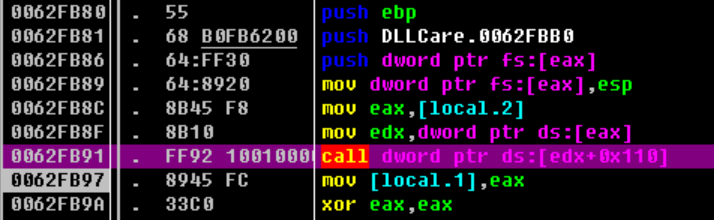 0062FB80 . 55 push ebp
0062FB81 . 68 B0FB6200 push DLLCare.0062FBB0
0062FB86 . 64:FF30 push dword ptr fs:[eax]
0062FB89 . 64:8920 mov dword ptr fs:[eax],esp
0062FB8C . 8B45 F8 mov eax,[local.2]
0062FB8F . 8B10 mov edx,dword ptr ds:[eax]
0062FB91 . FF92 1001000 call dword ptr ds:[edx+0x110]
0062FB97 . 8945 FC mov [local.1],eax
0062FB9A . 33C0 xor eax,eax